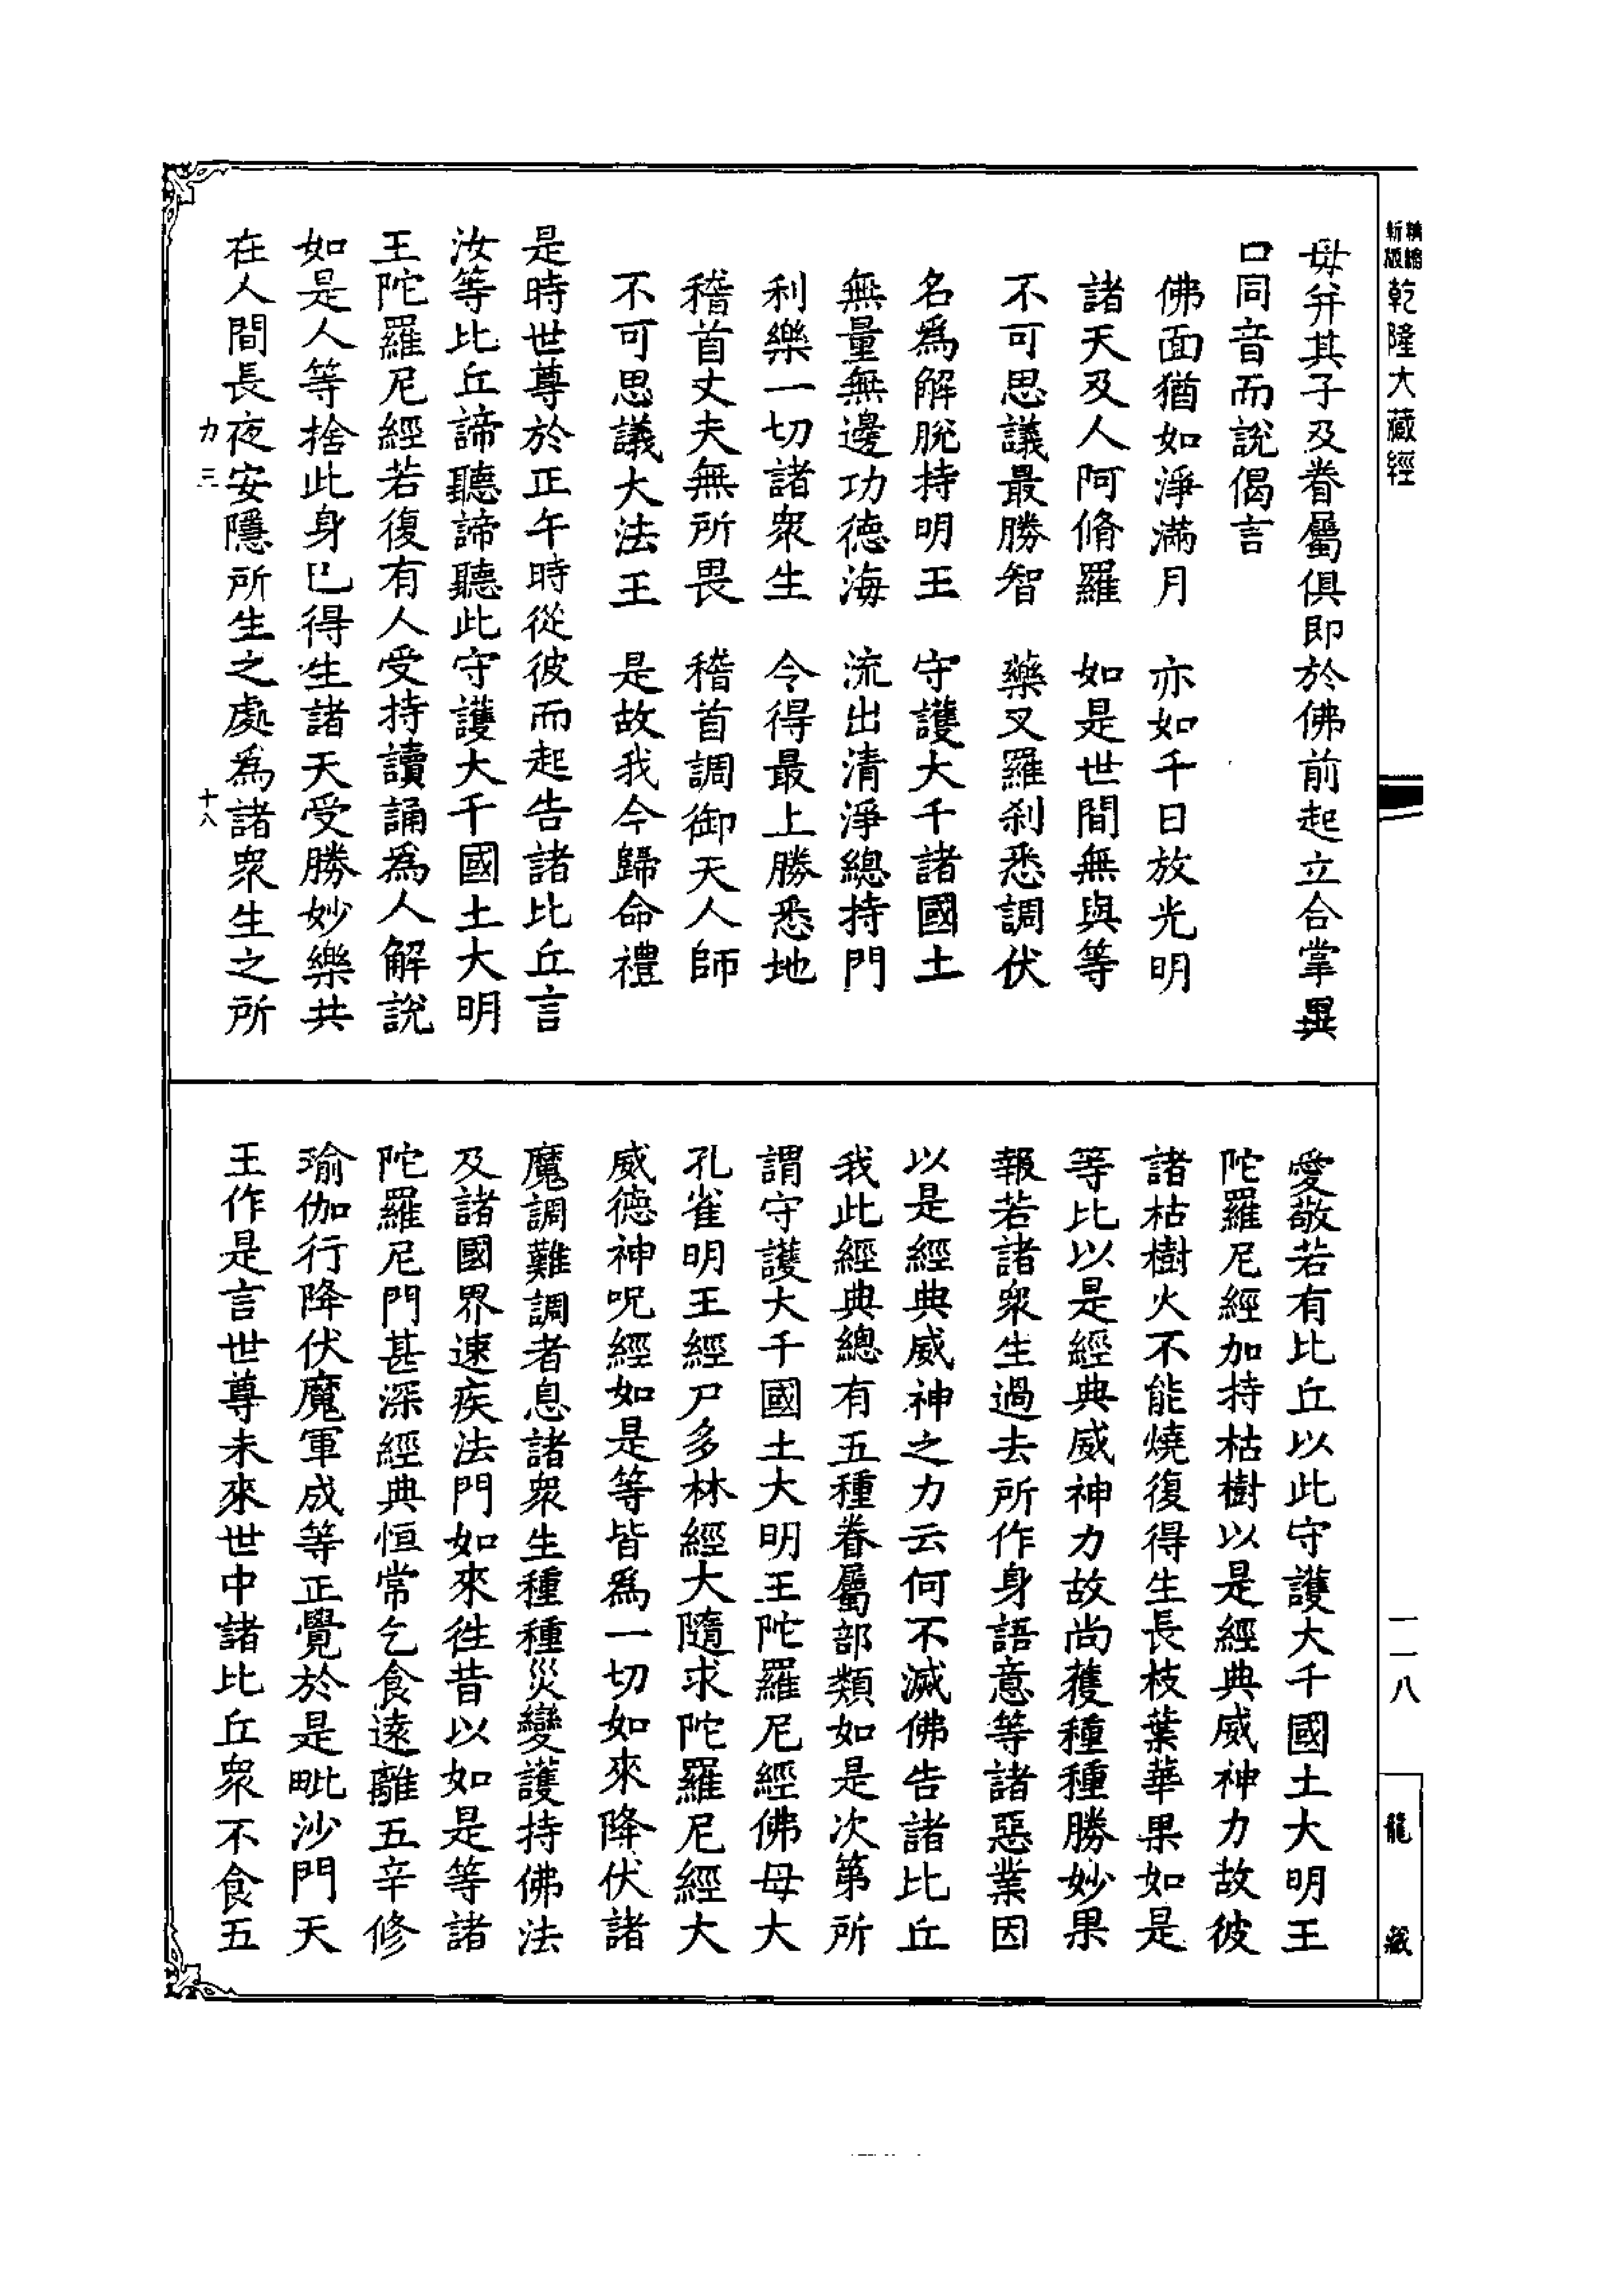 新版精縮
乾隆大藏經
母并其子及眷屬俱即於佛前起立合掌異
口同音而說偈言
佛面猶如淨滿月　亦如千日放光明
諸天及人阿脩羅　如是世間無與等
不可思議最勝智　藥叉羅刹悉調伏
名爲解脫持明王　守護大千諸國土
無量無邊功德海　流出清淨總持門
利樂一切諸衆生　令得最上勝悉地
稽首丈夫無所畏　稽首調御天人師
不可思議大法王　是故我今歸命禮
是時世尊於正午時從彼而起告諸比丘言
汝等比丘諦聽諦聽此守護大千國土大明
王陀羅尼經若復有人受持讀誦爲人解說
如是人等捨此身已得生諸天受勝妙樂共
在人間長夜安隱所生之處爲諸衆生之所
力三　十八
愛敬若有比丘以此守護大千國土大明王
陀羅尼經加持枯樹以是經典威神力故彼
諸枯樹火不能燒復得生長枝葉華果如是
等比以是經典威神力故尚獲種種勝妙果
報若諸衆生過去所作身語意等諸惡業因
以是經典威神之力云何不滅佛告諸比丘
我此經典總有五種眷屬部類如是次第所
謂守護大千國土大明王陀羅尼經佛母大
孔雀明王經尸多林經大隨求陀羅尼經大
威德神呪經如是等皆爲一切如來降伏諸
魔調難調者息諸衆生種種災變護持佛法
及諸國界速疾法門如來往昔以如是等諸
陀羅尼門甚深經典恒常乞食遠離五辛修
瑜伽行降伏魔軍成等正覺於是毗沙門天
王作是言世尊未來世中諸比丘衆不食五
一一八
龍藏